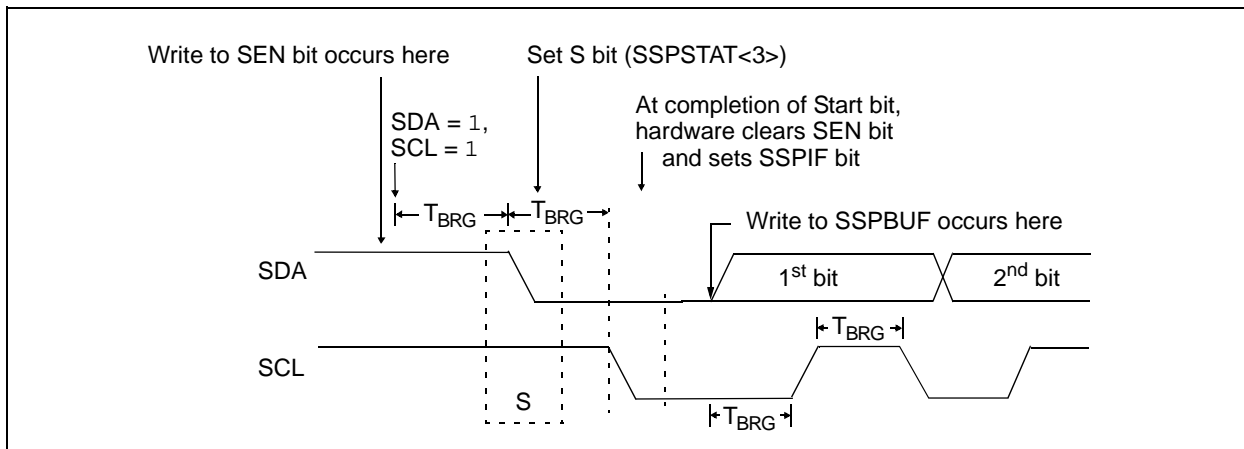 Write to SEN bit occurs here
Set S bit (SSPSTAT<3>)
SDA = 1,
SCL = 1
At completion of Start bit,
hardware clears SEN bit
and sets SSPIF bit
TBRG
TBRG
Write to SSPBUF occurs here
SDA
1st bit
2nd bit
TBRG
SCL
S
TBRG